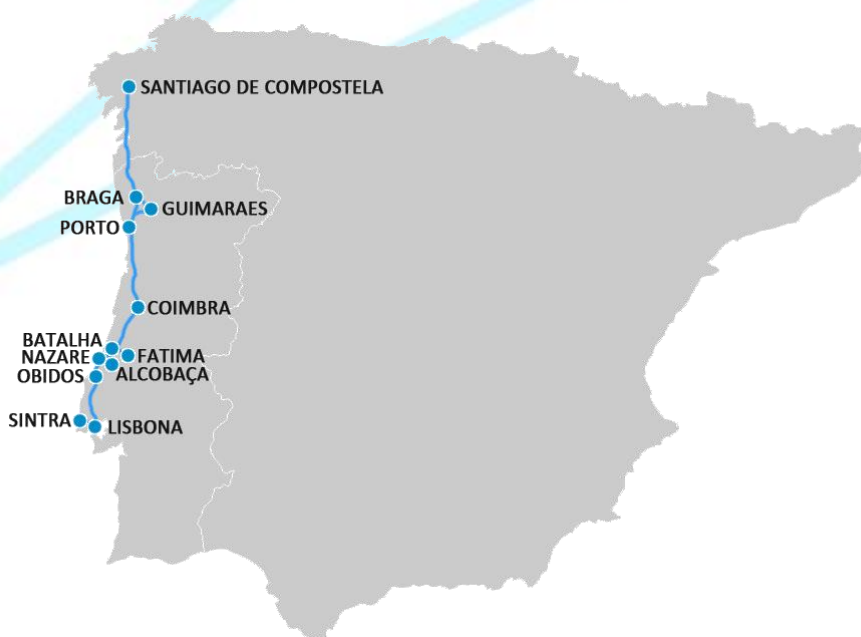 SANTIAGO DE COMPOSTELA
BRAGA
GUIMARAES
PORTO
COIMBRA
BATALHA
NAZARE
FATIMA
OBIDOS
ALCOBAÇA
SINTRA
LISBONA